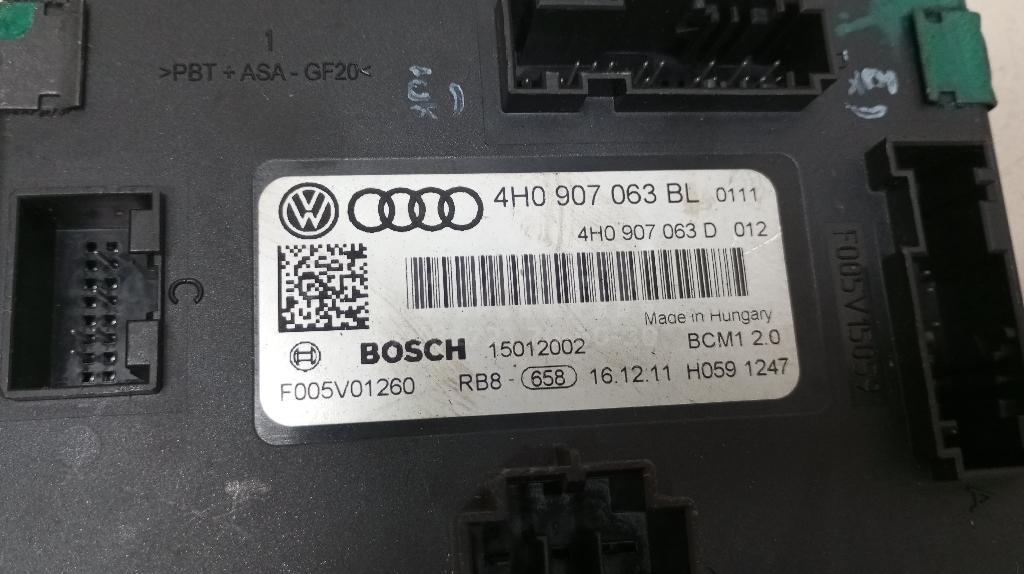 1
>PBT + ASA - GF20<
4H0 907 063 BL 0111
4H0 907 063 D 012
Made in Hungary
BOSCH 15012002 BCM1 2.0
F005V01260 RB8 - 658 16.12.11 H059 1247
C
F005V15059
A